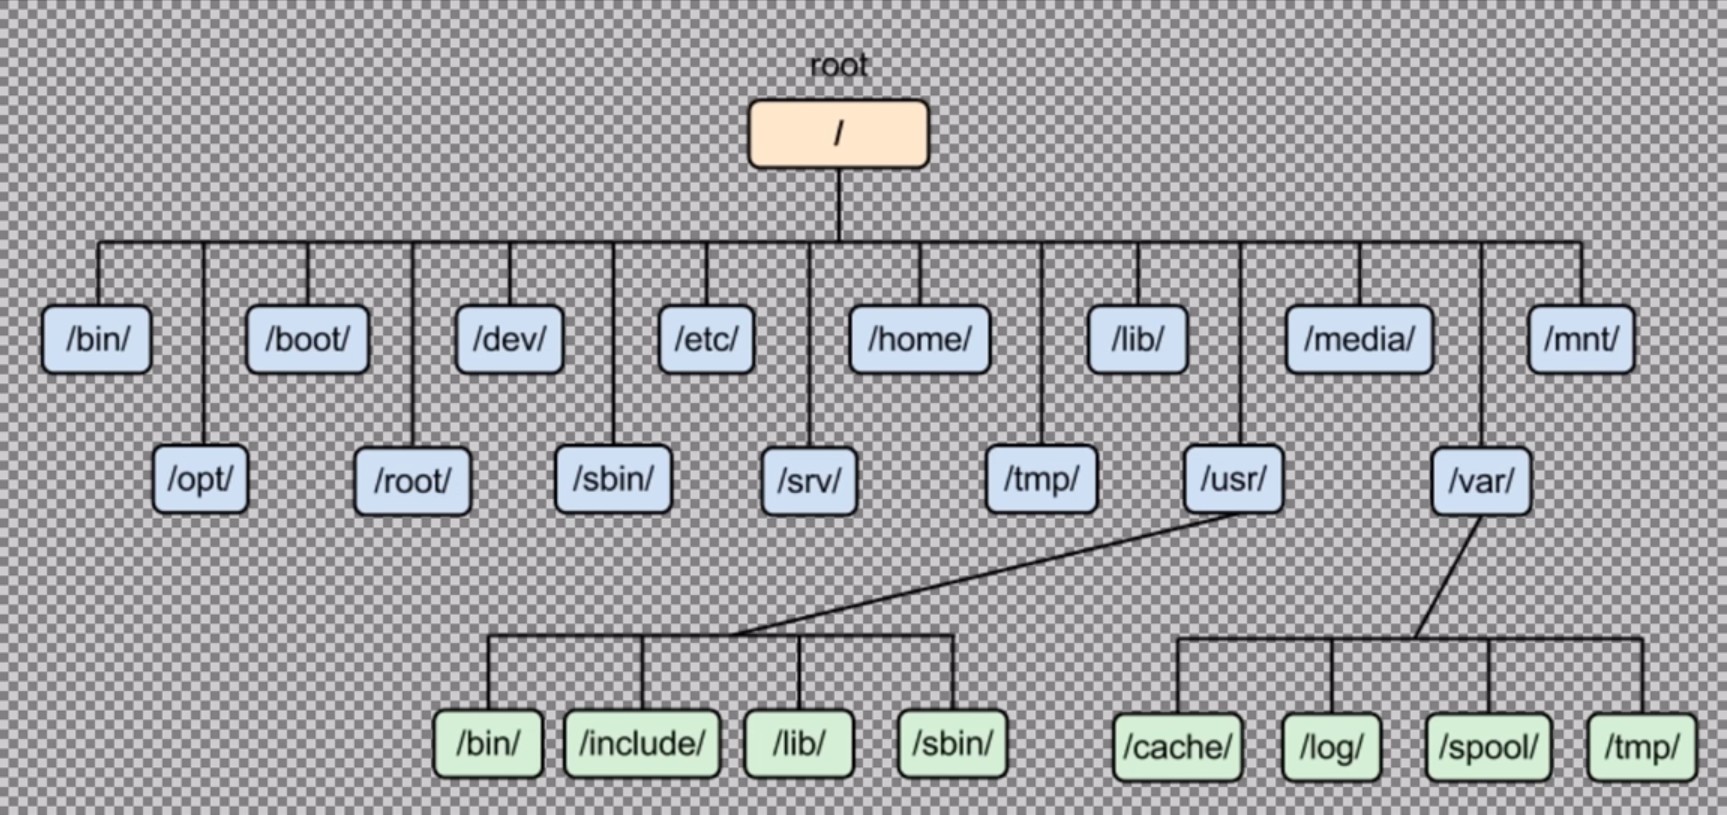 root
/
/bin/
/boot/
/dev/
/etc/
/home/
/lib/
/media/
/mnt/
/opt/
/root/
/sbin/
/srv/
/tmp/
/usr/
/var/
/bin/
/include/
/lib/
/sbin/
/cache/
/log/
/spool/
/tmp/